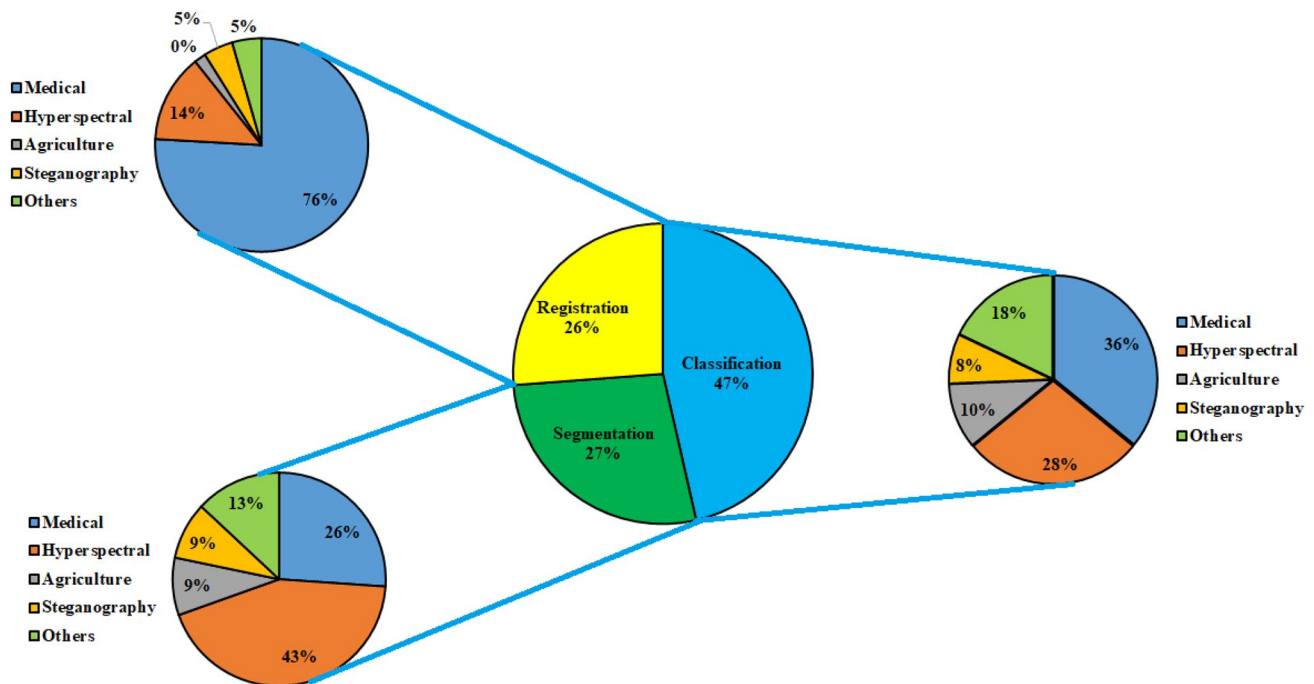 5%
5%
0%
Medical
Hyperspectral
Agriculture
Steganography
Others
14%
76%
Registration
26%
Classification
47%
Segmentation
27%
18%
36%
8%
10%
28%
Medical
Hyperspectral
Agriculture
Steganography
Others
Medical
Hyperspectral
Agriculture
Steganography
Others
13%
26%
9%
9%
43%